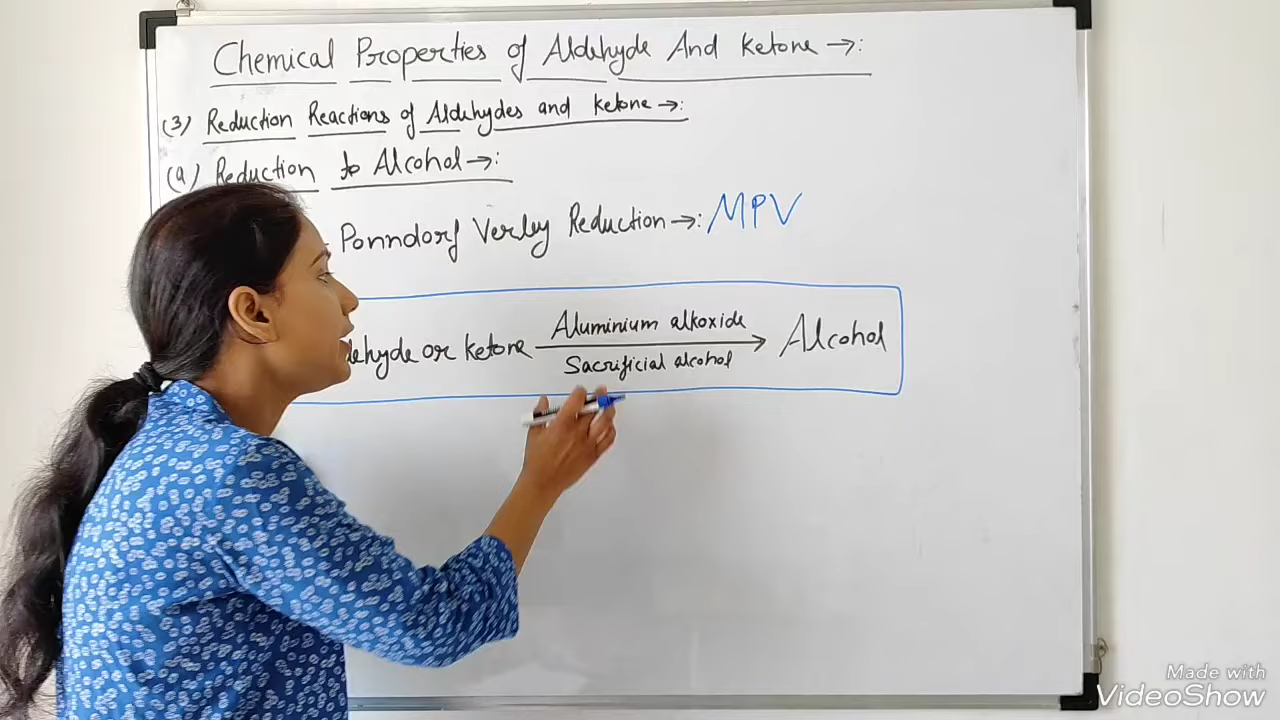 Chemical Properties of Aldehyde And Ketone →:
(3) Reduction Reactions of Aldehydes and Ketone →:
(a) Reduction to Alcohol →:
Ponndorf Verley Reduction →: MPV
Aluminium alkoxide
dehyde or ketone → Alcohol
Sacrificial alcohol
Made with
VideoShow